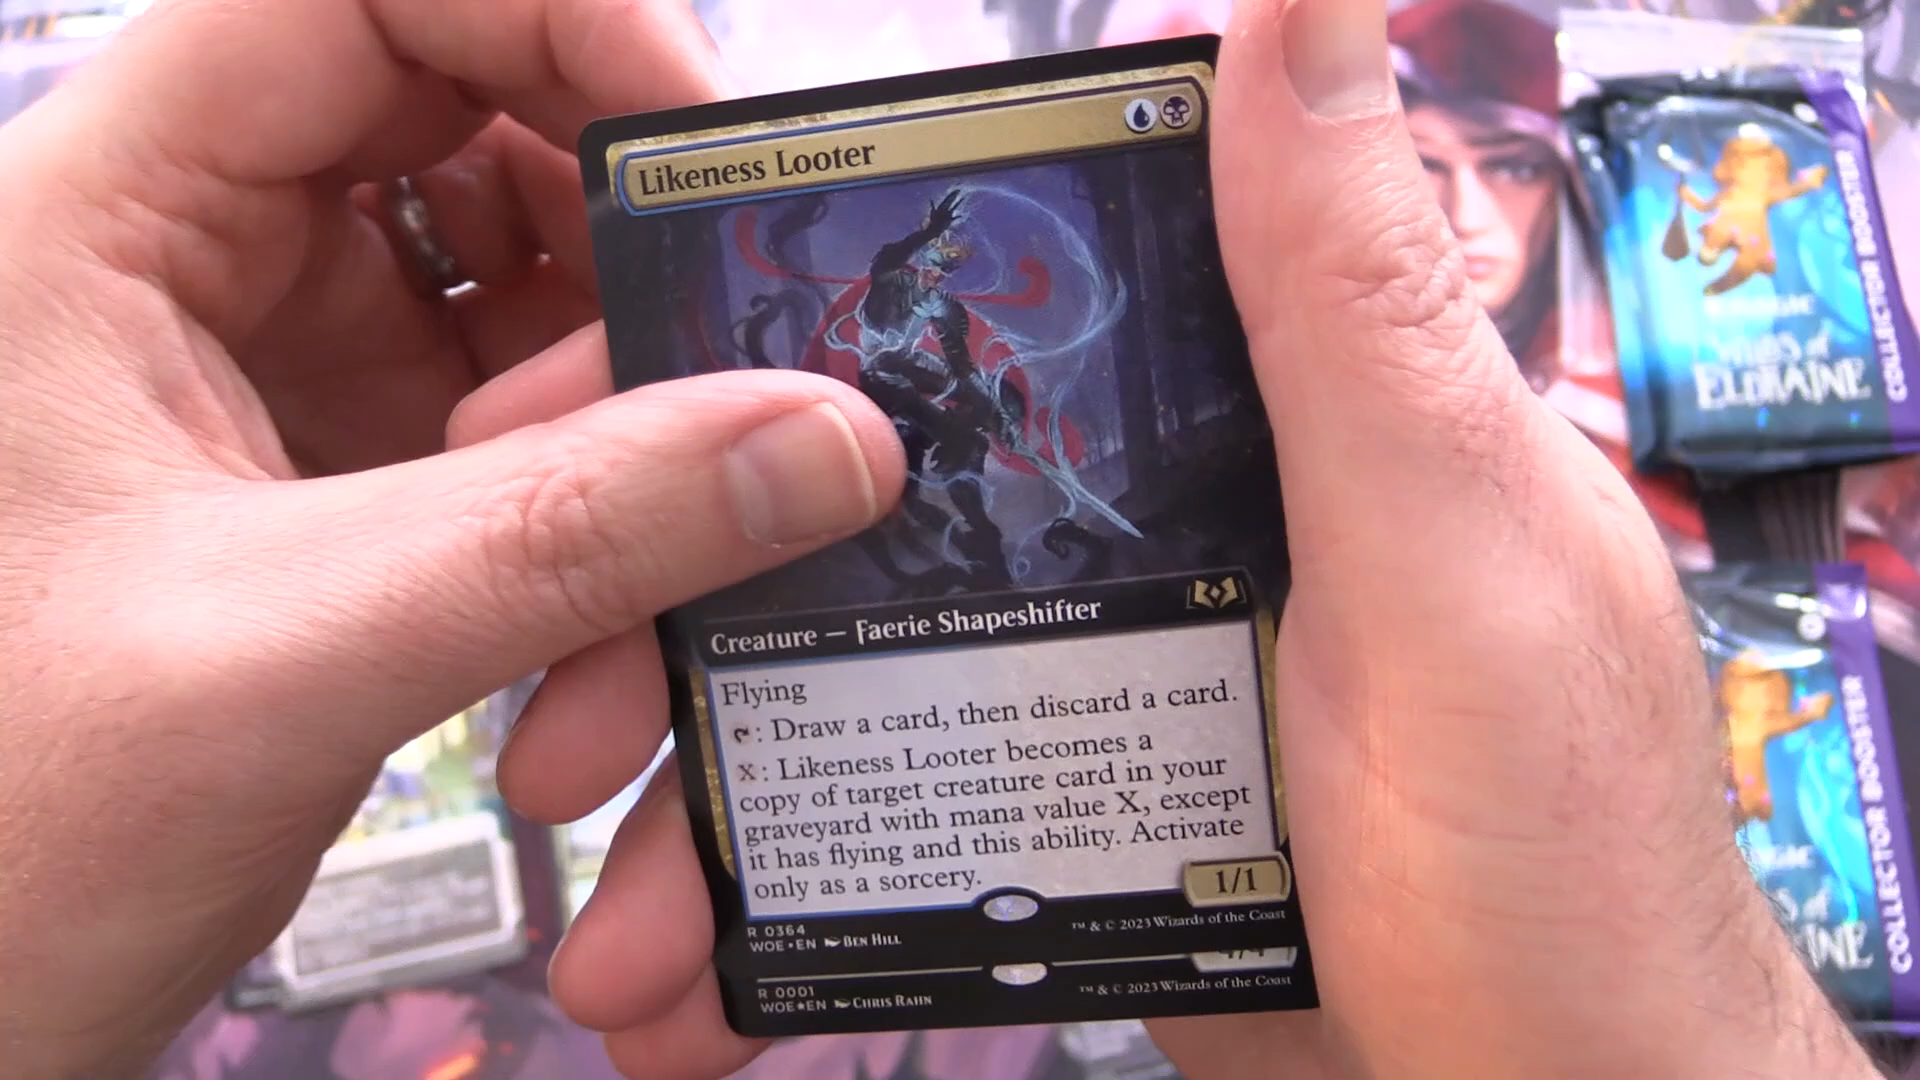 Likeness Looter
Creature — Faerie Shapeshifter
Flying
: Draw a card, then discard a card.
X: Likeness Looter becomes a
copy of target creature card in your
graveyard with mana value X, except
it has flying and this ability. Activate
only as a sorcery.
1/1
R 0364
WOE • EN BEN HILL
™ & © 2023 Wizards of the Coast
R 0001
WOE★EN CHRIS RAHN
™ & © 2023 Wizards of the Coast
WILDS of
ELDRAINE
COLLECTOR BOOSTER
COLLECTOR BOOSTER